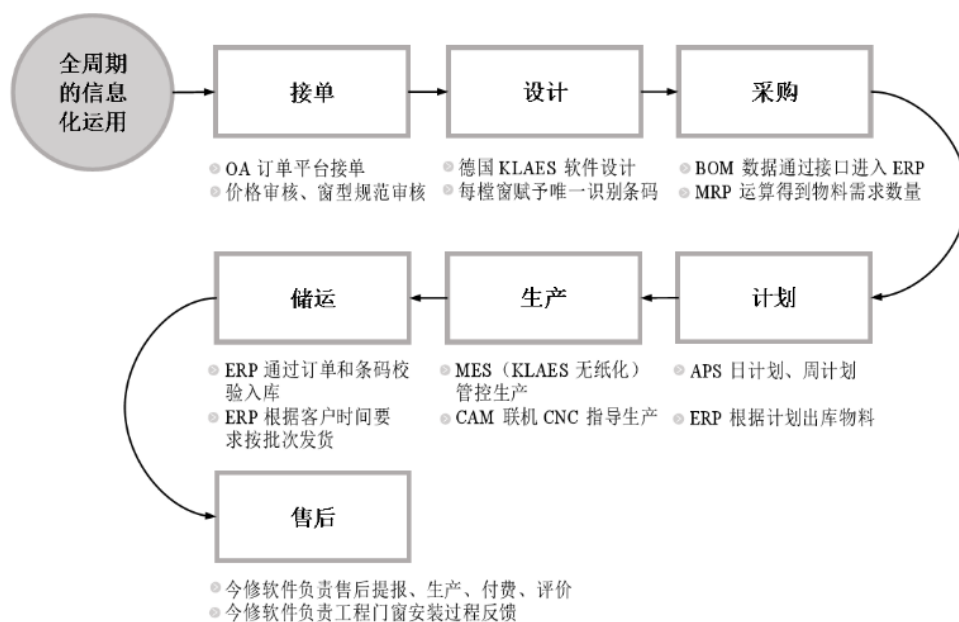 全周期
的信息
化运用
接单
设计
采购
OA 订单平台接单
价格审核、窗型规范审核
德国 KLAES 软件设计
每樘窗赋予唯一识别条码
BOM 数据通过接口进入 ERP
MRP 运算得到物料需求数量
储运
生产
计划
ERP 通过订单和条码校
验入库
ERP 根据客户时间要
求按批次发货
MES（KLAES 无纸化）
管控生产
CAM 联机 CNC 指导生产
APS 日计划、周计划
ERP 根据计划出库物料
售后
今修软件负责售后提报、生产、付费、评价
今修软件负责工程门窗安装过程反馈